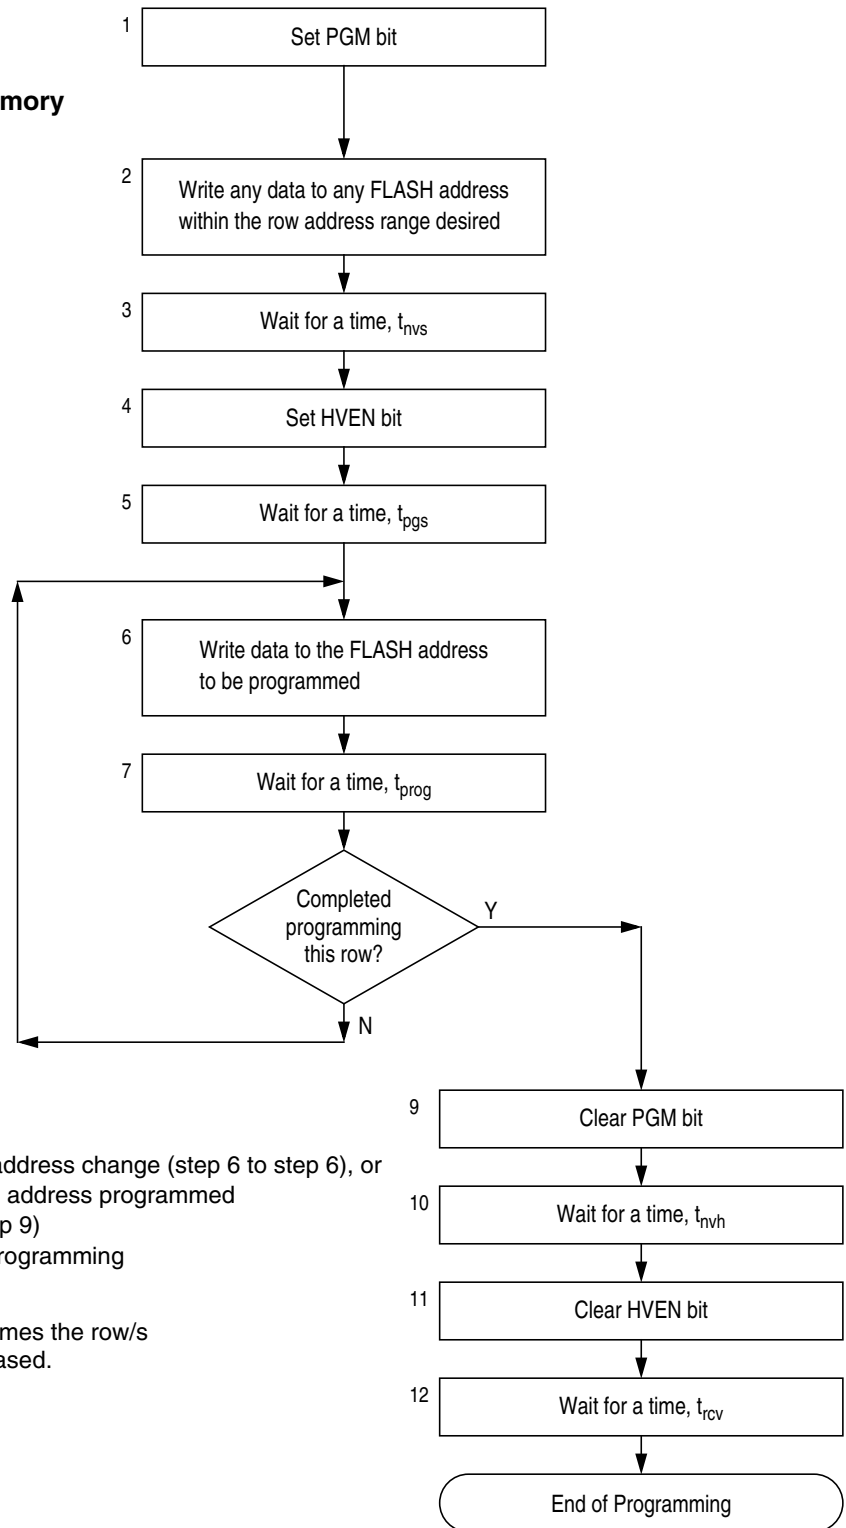 1
Set PGM bit
mory
2
Write any data to any FLASH address
within the row address range desired
3
Wait for a time, tnvs
4
Set HVEN bit
5
Wait for a time, tpgs
6
Write data to the FLASH address
to be programmed
7
Wait for a time, tprog
Completed
programming
this row?
Y
N
9
Clear PGM bit
address change (step 6 to step 6), or
address programmed
p 9)
rogramming
10
Wait for a time, tnvh
11
Clear HVEN bit
mes the row/s
ased.
12
Wait for a time, trcv
End of Programming